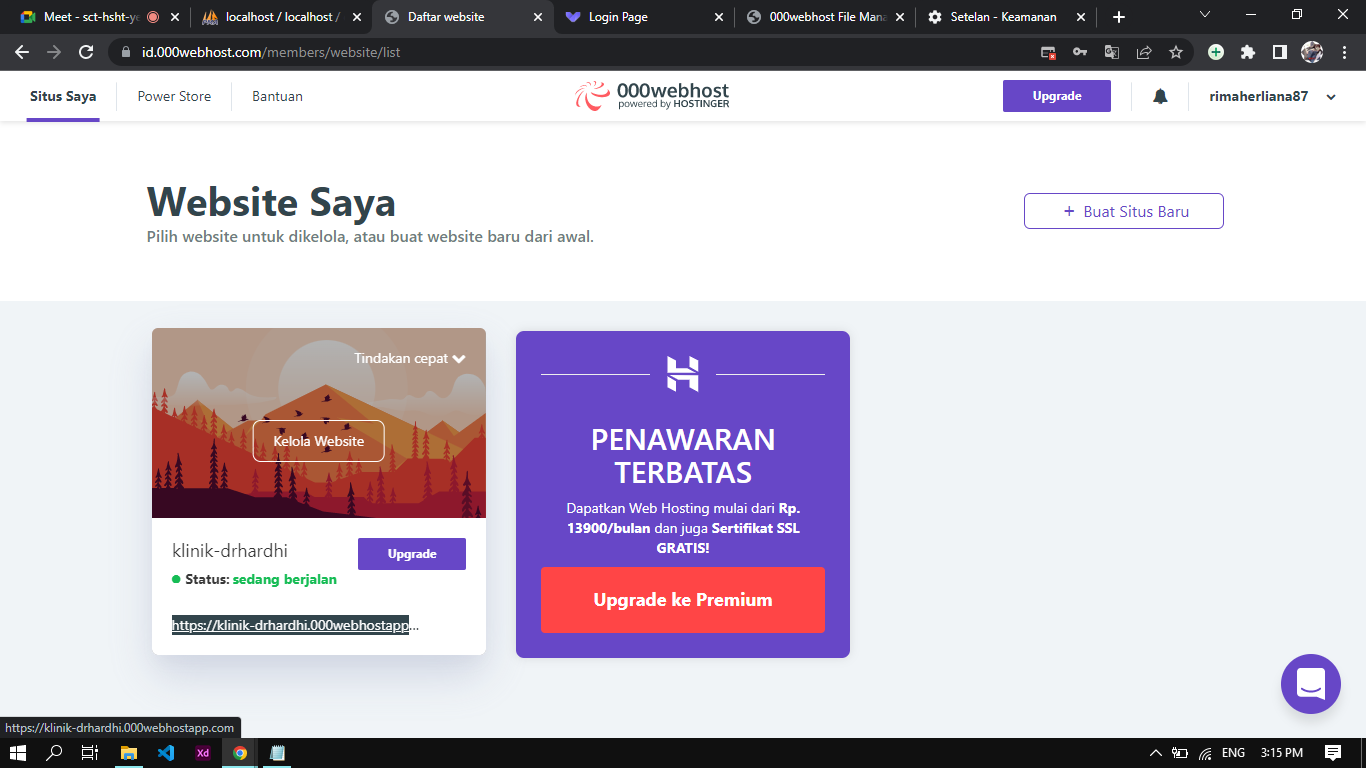 Meet - sct-hsht-ye
localhost / localhost /
Daftar website
Login Page
000webhost File Mana
Setelan - Keamanan
id.000webhost.com/members/website/list
Situs Saya
Power Store
Bantuan
000webhost
powered by HOSTINGER
Upgrade
rimaherliana87
Website Saya
Pilih website untuk dikelola, atau buat website baru dari awal.
+ Buat Situs Baru
Tindakan cepat
Kelola Website
klinik-drhardhi
Upgrade
Status: sedang berjalan
https://klinik-drhardhi.000webhostapp...
PENAWARAN
TERBATAS
Dapatkan Web Hosting mulai dari Rp.
13900/bulan dan juga Sertifikat SSL
GRATIS!
Upgrade ke Premium
https://klinik-drhardhi.000webhostapp.com
Xd
ENG
3:15 PM